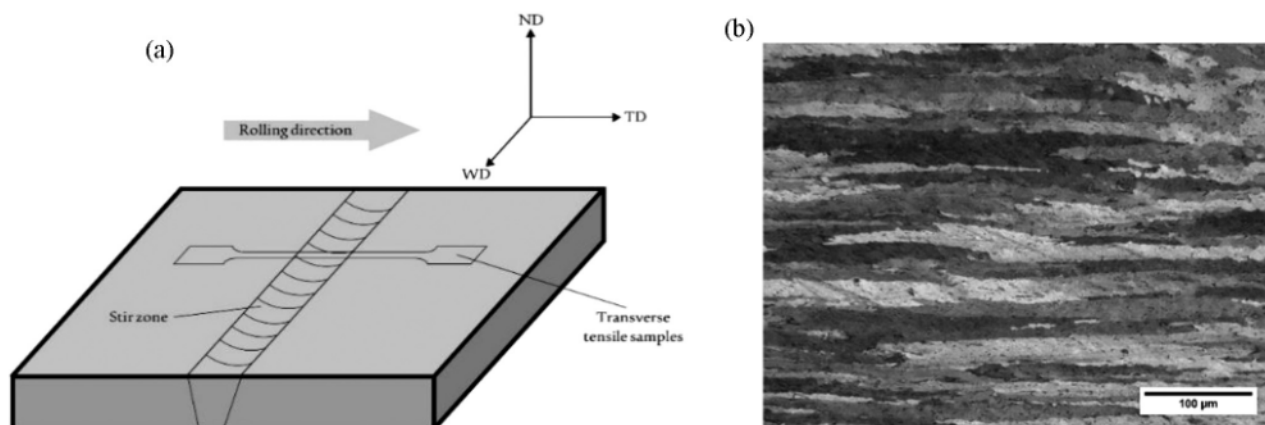 (a)
ND
Rolling direction
TD
WD
Stir zone
Transverse
tensile samples
(b)
100 µm